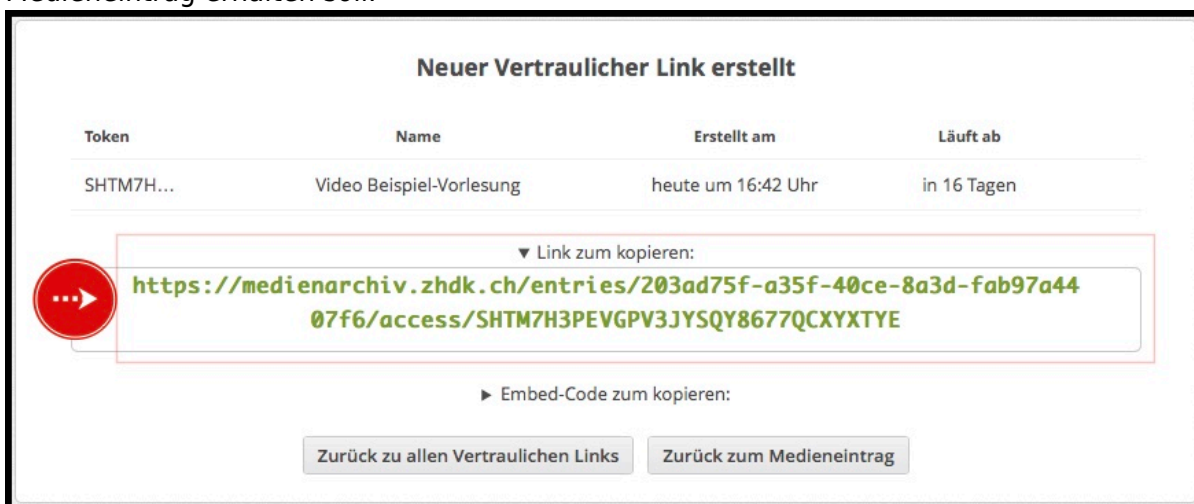 Neuer Vertraulicher Link erstellt
Token Name Erstellt am Läuft ab
SHTM7H... Video Beispiel-Vorlesung heute um 16:42 Uhr in 16 Tagen
▼ Link zum kopieren:
https://medienarchiv.zhdk.ch/entries/203ad75f-a35f-40ce-8a3d-fab97a44
07f6/access/SHTM7H3PEVGPV3JYSQY8677QCXYXTYE
▶ Embed-Code zum kopieren:
Zurück zu allen Vertraulichen Links Zurück zum Medieneintrag